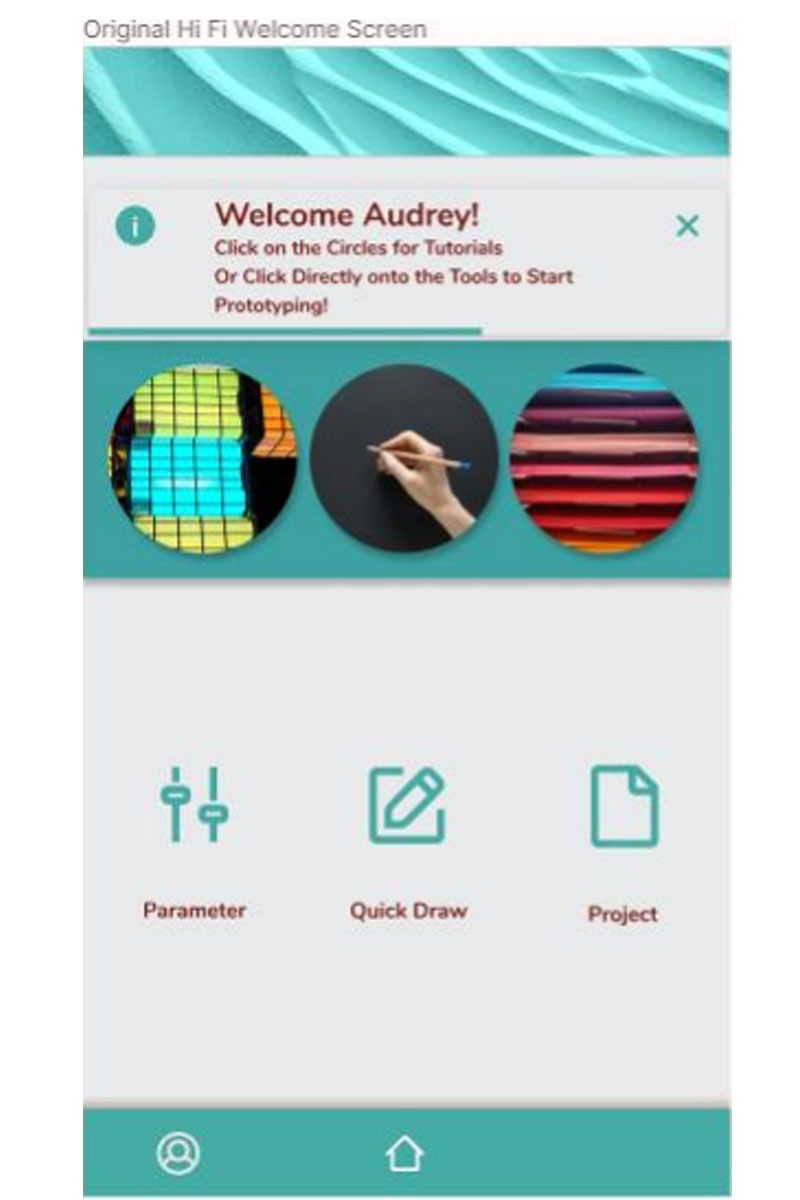 Original Hi Fi Welcome Screen
Welcome Audrey!
Click on the Circles for Tutorials
Or Click Directly onto the Tools to Start
Prototyping!
Parameter
Quick Draw
Project